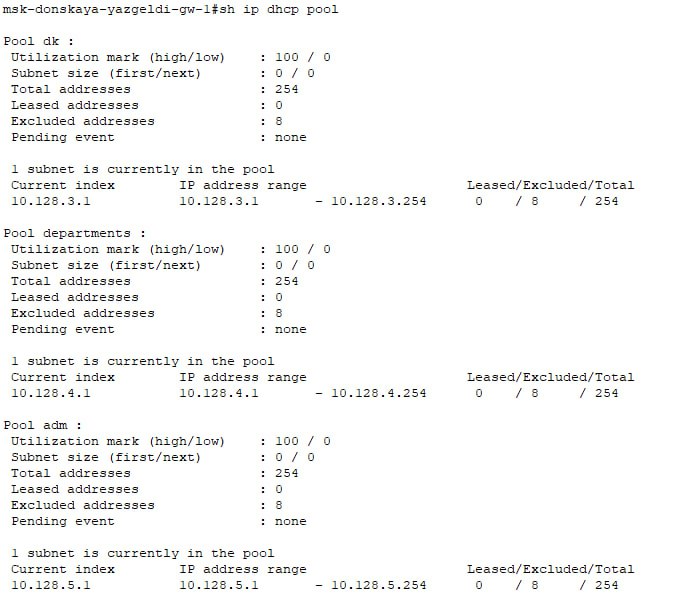 msk-donskaya-yazgeldi-gw-1#sh ip dhcp pool

Pool dk :
 Utilization mark (high/low)    : 100 / 0
 Subnet size (first/next)       : 0 / 0
 Total addresses                : 254
 Leased addresses               : 0
 Excluded addresses             : 8
 Pending event                  : none

 1 subnet is currently in the pool
 Current index        IP address range                    Leased/Excluded/Total
 10.128.3.1           10.128.3.1       - 10.128.3.254      0    / 8     / 254

Pool departments :
 Utilization mark (high/low)    : 100 / 0
 Subnet size (first/next)       : 0 / 0
 Total addresses                : 254
 Leased addresses               : 0
 Excluded addresses             : 8
 Pending event                  : none

 1 subnet is currently in the pool
 Current index        IP address range                    Leased/Excluded/Total
 10.128.4.1           10.128.4.1       - 10.128.4.254      0    / 8     / 254

Pool adm :
 Utilization mark (high/low)    : 100 / 0
 Subnet size (first/next)       : 0 / 0
 Total addresses                : 254
 Leased addresses               : 0
 Excluded addresses             : 8
 Pending event                  : none

 1 subnet is currently in the pool
 Current index        IP address range                    Leased/Excluded/Total
 10.128.5.1           10.128.5.1       - 10.128.5.254      0    / 8     / 254